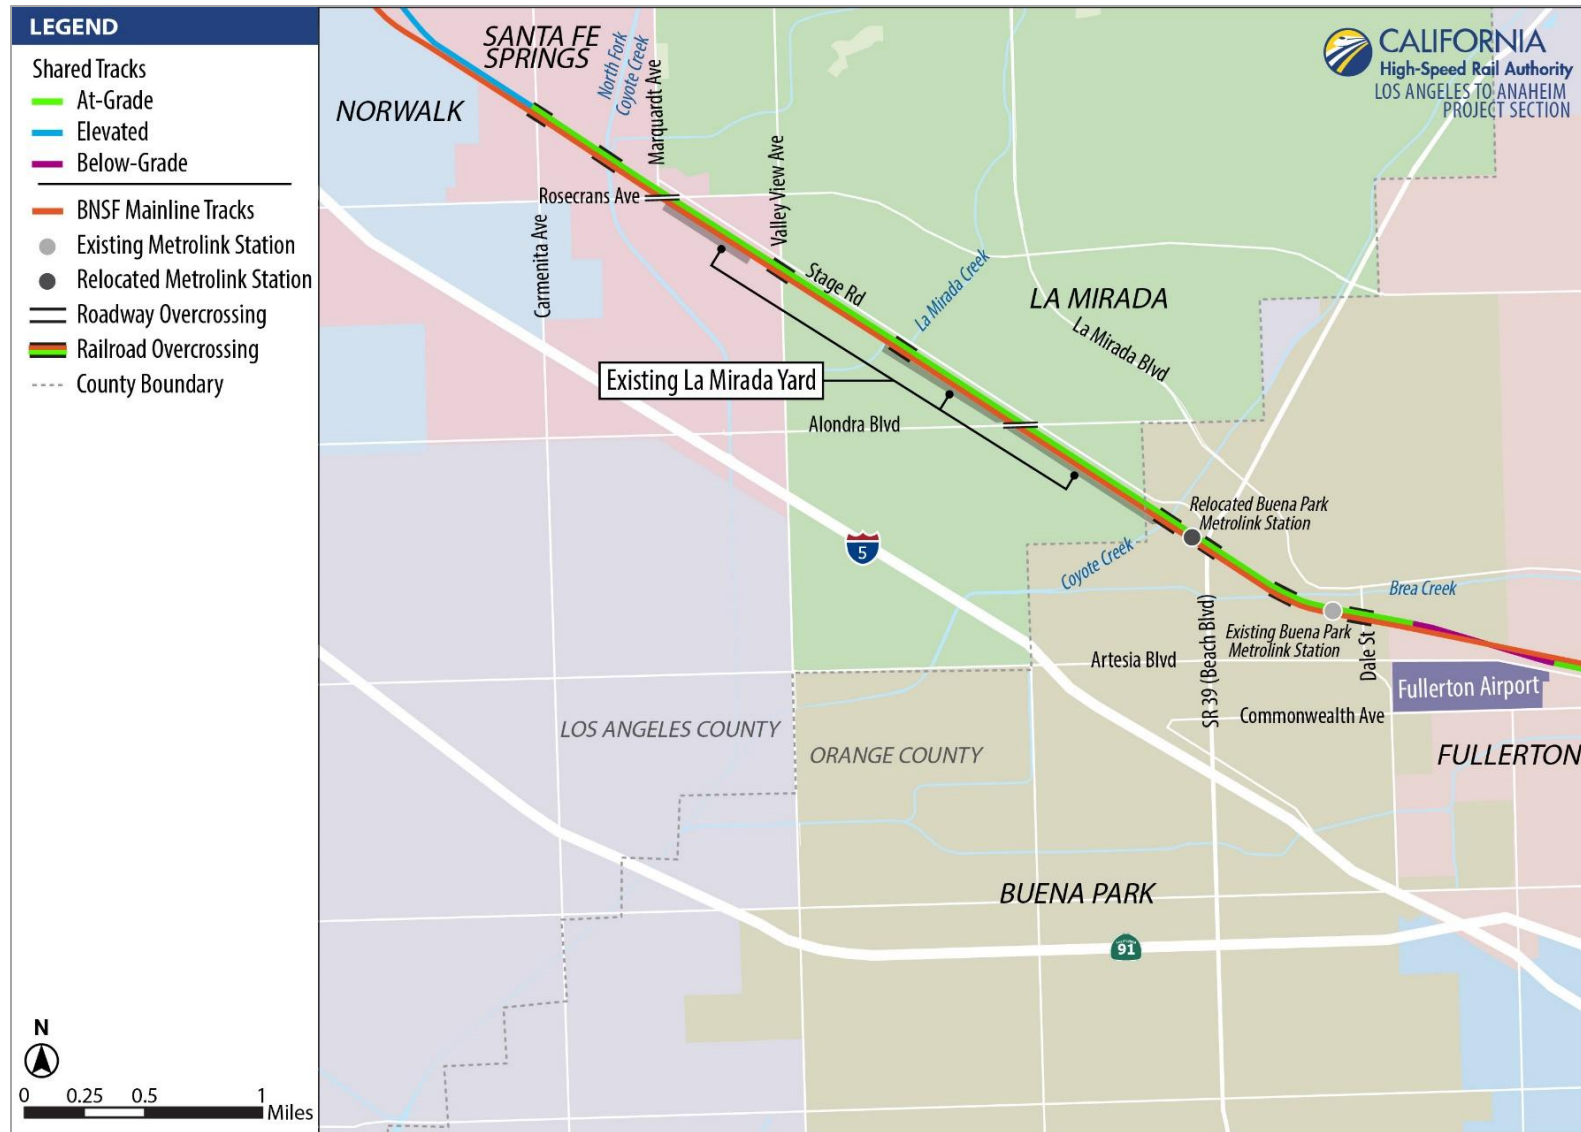 LEGEND
Shared Tracks
At-Grade
Elevated
Below-Grade
BNSF Mainline Tracks
Existing Metrolink Station
Relocated Metrolink Station
Roadway Overcrossing
Railroad Overcrossing
County Boundary
N
0 0.25 0.5 1
Miles
CALIFORNIA
High-Speed Rail Authority
LOS ANGELES TO ANAHEIM
PROJECT SECTION
SANTA FE
SPRINGS
North Fork
Coyote Creek
Marquardt Ave
NORWALK
Rosecrans Ave
Carmenita Ave
Valley View Ave
Stage Rd
La Mirada Creek
LA MIRADA
La Mirada Blvd
Existing La Mirada Yard
Alondra Blvd
Relocated Buena Park
Metrolink Station
5
Coyote Creek
Brea Creek
SR 39 (Beach Blvd)
Existing Buena Park
Metrolink Station
Dale St
Artesia Blvd
Fullerton Airport
Commonwealth Ave
LOS ANGELES COUNTY
ORANGE COUNTY
FULLERTON
BUENA PARK
91